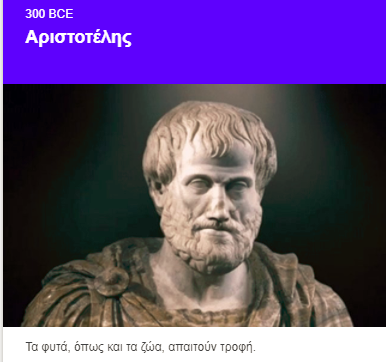 300 BCE
Αριστοτέλης
Τα φυτά, όπως και τα ζώα, απαιτούν τροφή.